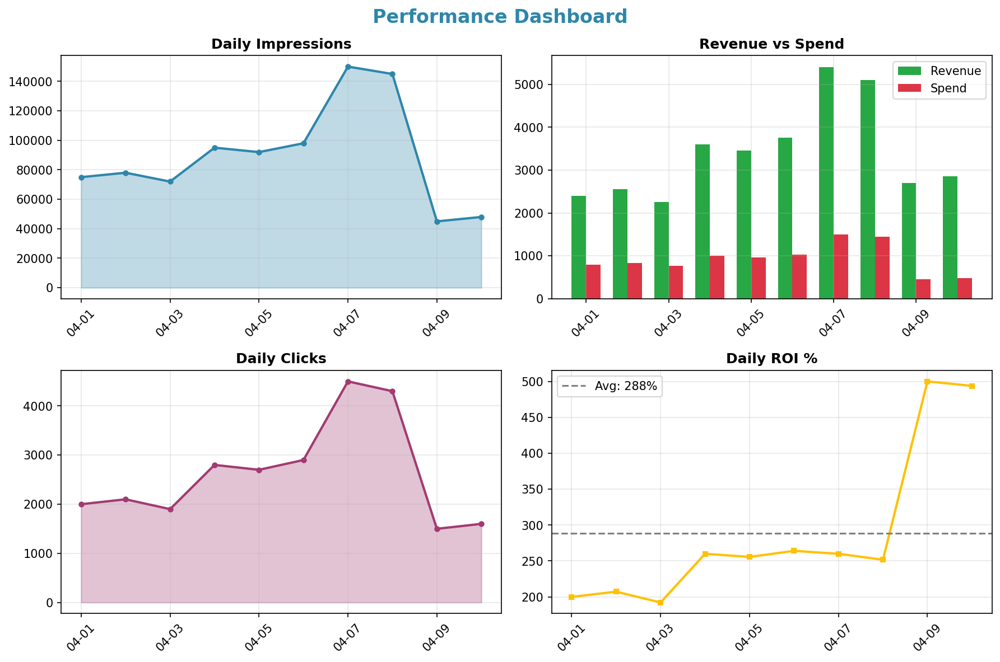 Performance Dashboard
Daily Impressions
140000
120000
100000
80000
60000
40000
20000
0
04-01 04-03 04-05 04-07 04-09
Revenue vs Spend
Revenue
Spend
5000
4000
3000
2000
1000
0
04-01 04-03 04-05 04-07 04-09
Daily Clicks
4000
3000
2000
1000
0
04-01 04-03 04-05 04-07 04-09
Daily ROI %
Avg: 288%
500
450
400
350
300
250
200
04-01 04-03 04-05 04-07 04-09